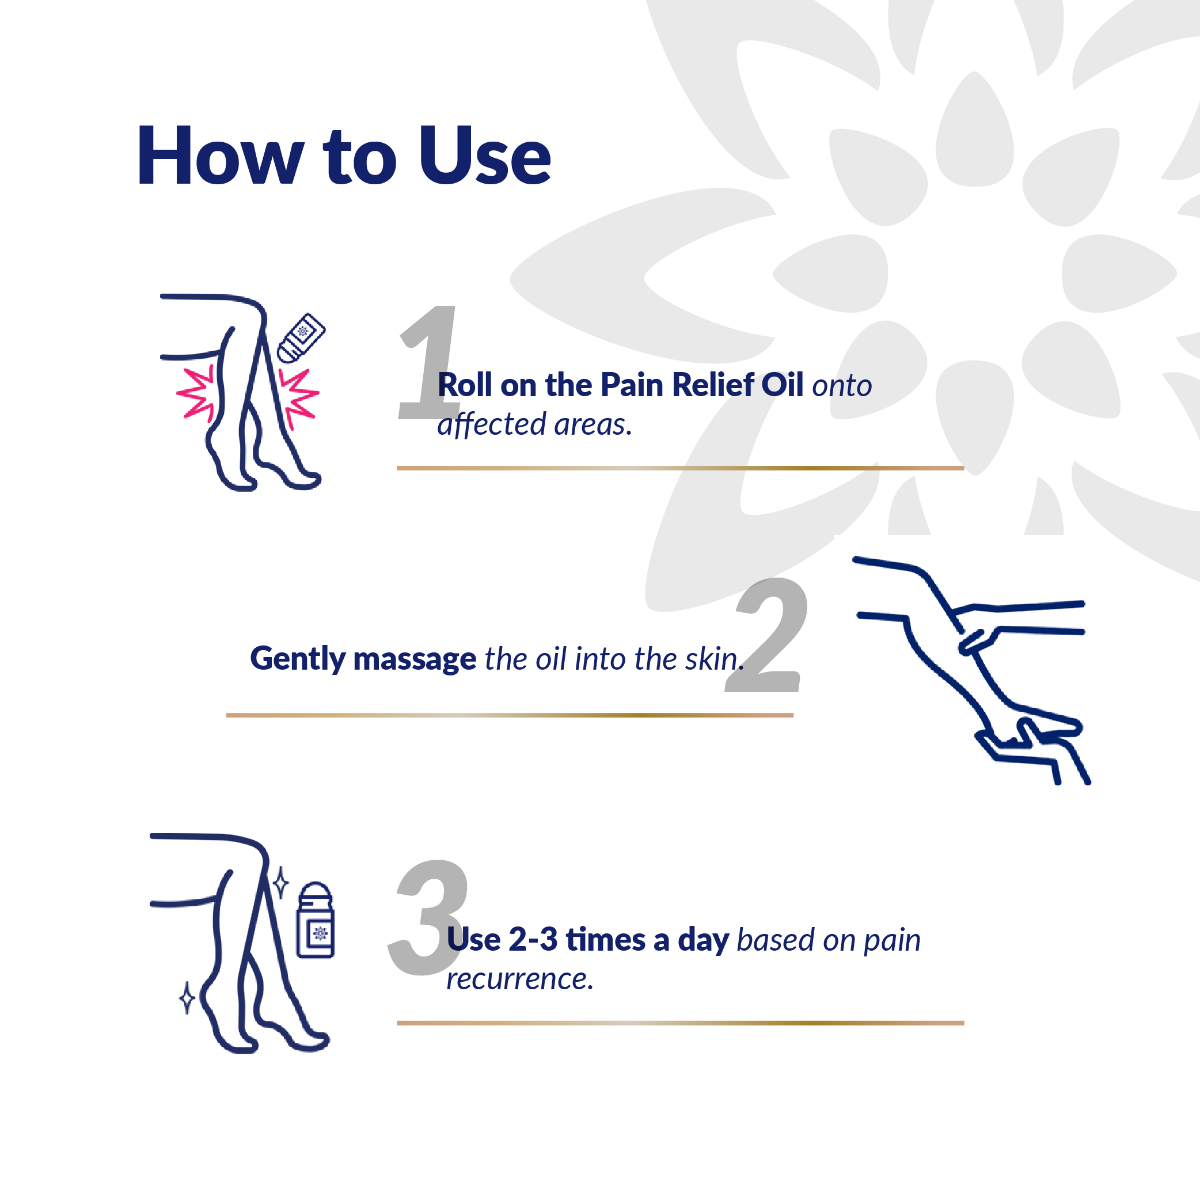 How to Use
1
Roll on the Pain Relief Oil onto
affected areas.
2
Gently massage the oil into the skin.
3
Use 2-3 times a day based on pain
recurrence.